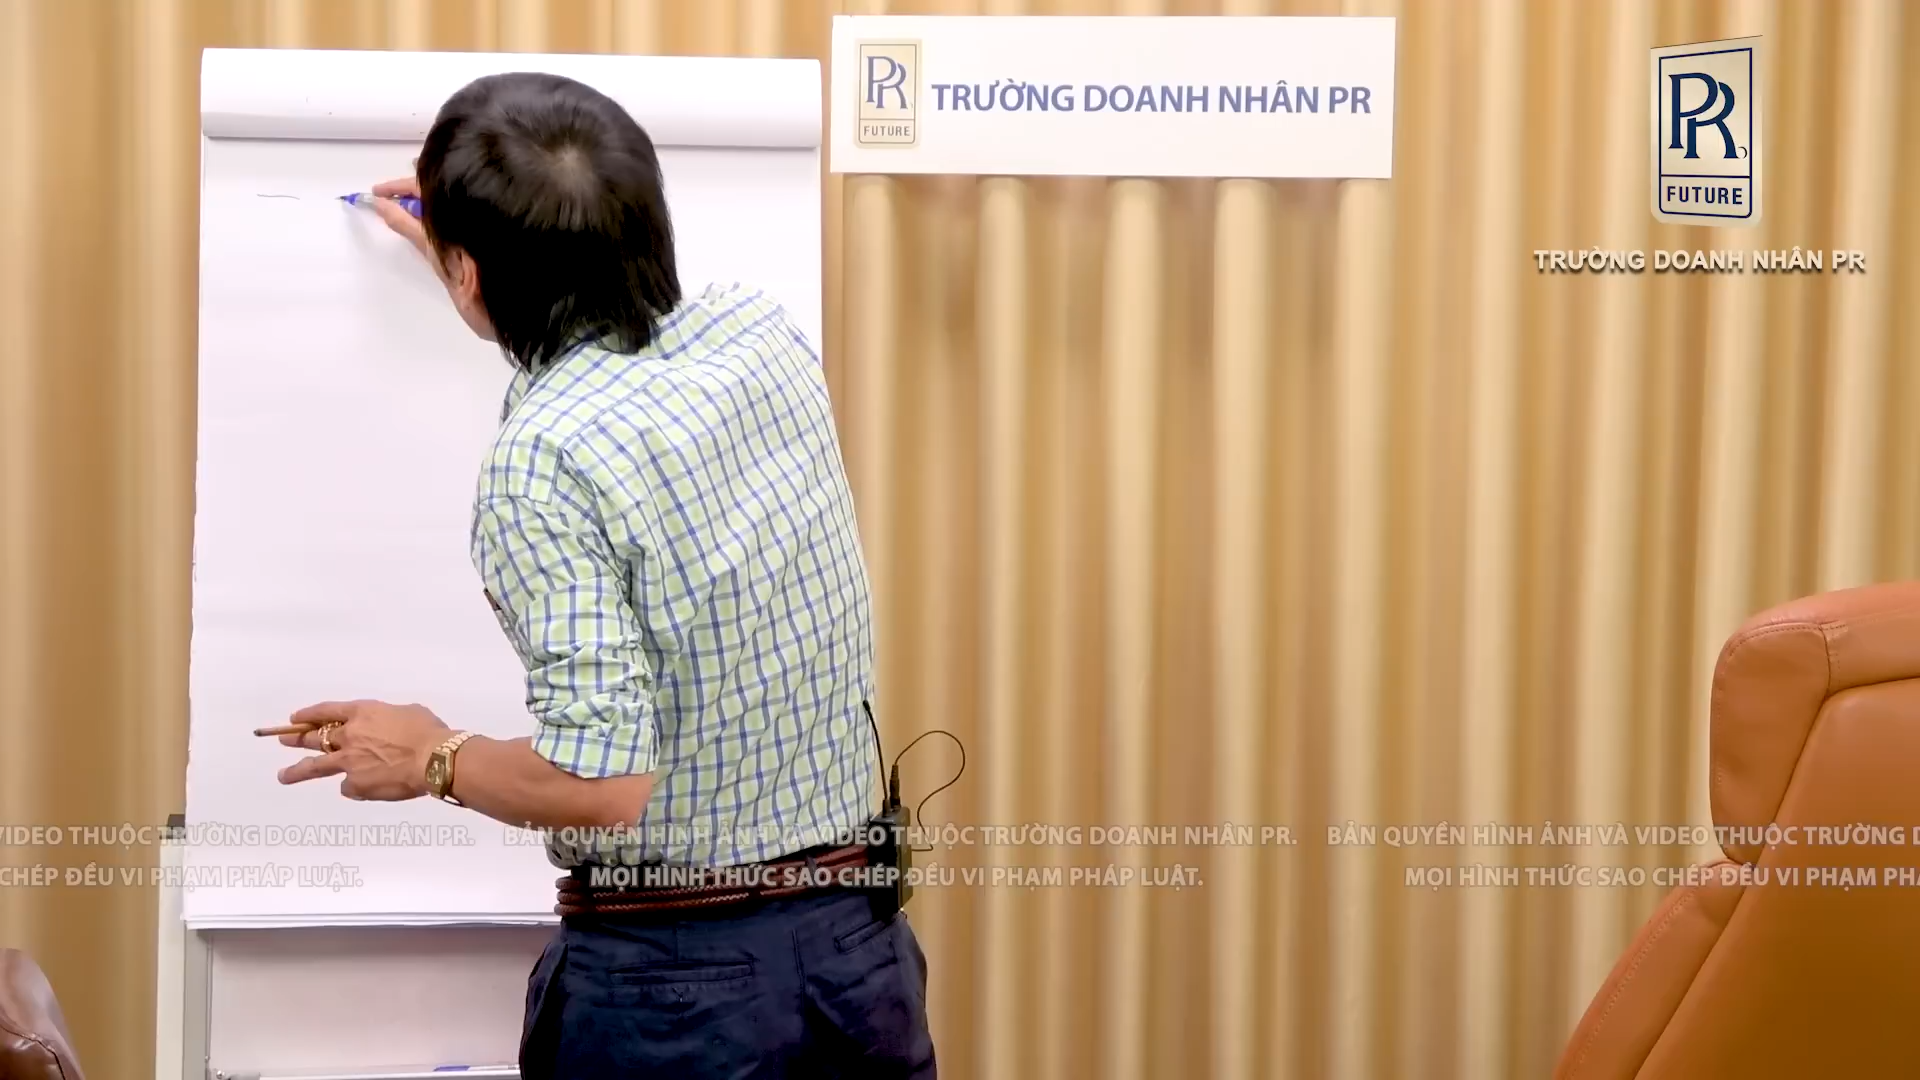 PR
FUTURE
TRƯỜNG DOANH NHÂN PR
PR
FUTURE
TRƯỜNG DOANH NHÂN PR
VIDEO THUỘC TRƯỜNG DOANH NHÂN PR. BẢN QUYỀN HÌNH ẢNH VÀ VIDEO THUỘC TRƯỜNG DOANH NHÂN PR. BẢN QUYỀN HÌNH ẢNH VÀ VIDEO THUỘC TRƯỜNG
CHÉP ĐỀU VI PHẠM PHÁP LUẬT. MỌI HÌNH THỨC SAO CHÉP ĐỀU VI PHẠM PHÁP LUẬT. MỌI HÌNH THỨC SAO CHÉP ĐỀU VI PHẠM